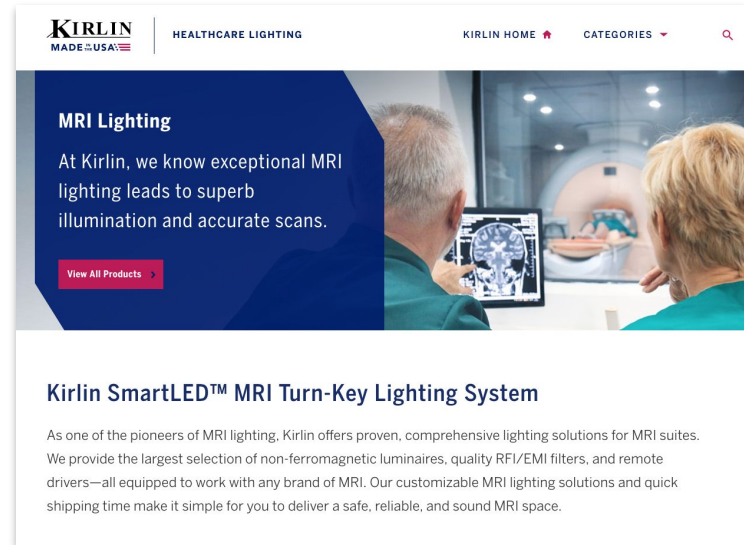 KIRLIN
MADE IN THE USA
HEALTHCARE LIGHTING
KIRLIN HOME
CATEGORIES
MRI Lighting
At Kirlin, we know exceptional MRI
lighting leads to superb
illumination and accurate scans.
View All Products
Kirlin SmartLED™ MRI Turn-Key Lighting System
As one of the pioneers of MRI lighting, Kirlin offers proven, comprehensive lighting solutions for MRI suites.
We provide the largest selection of non-ferromagnetic luminaires, quality RFI/EMI filters, and remote
drivers—all equipped to work with any brand of MRI. Our customizable MRI lighting solutions and quick
shipping time make it simple for you to deliver a safe, reliable, and sound MRI space.